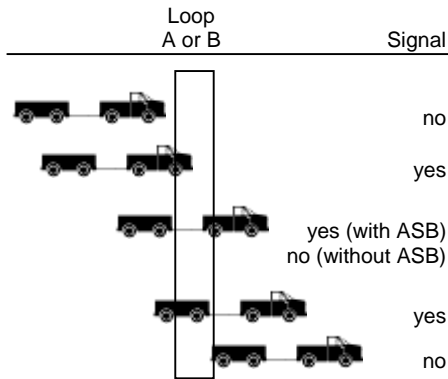 Loop
A or B
Signal
no
yes
yes (with ASB)
no (without ASB)
yes
no